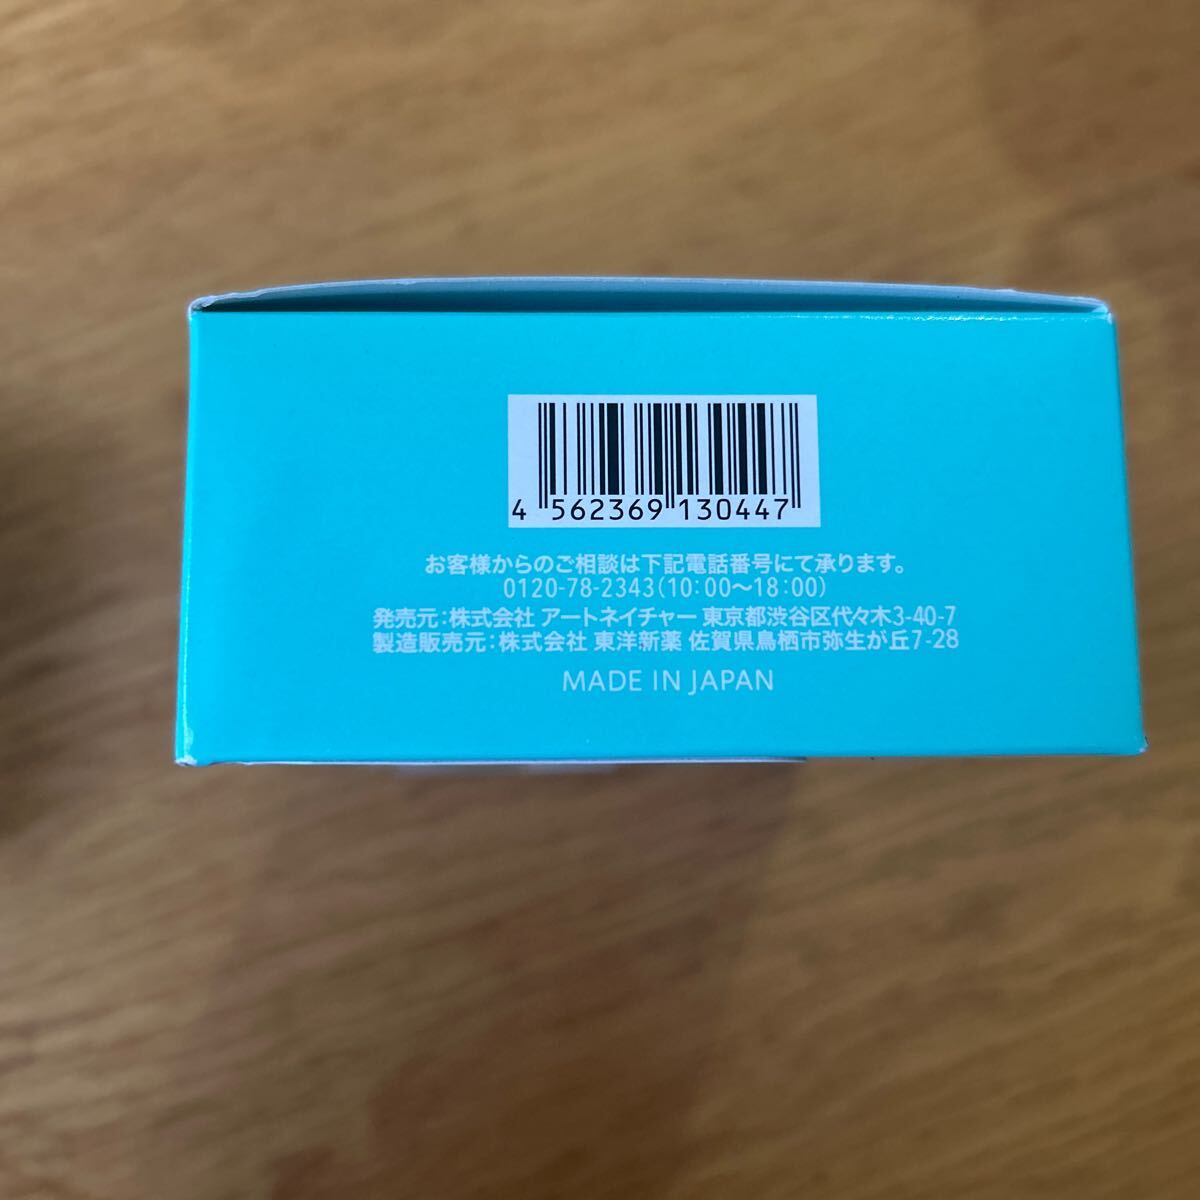 4 562369 130447
お客様からのご相談は下記電話番号にて承ります。
0120-78-2343(10:00〜18:00)
発売元:株式会社 アートネイチャー 東京都渋谷区代々木3-40-7
製造販売元:株式会社 東洋新薬 佐賀県鳥栖市弥生が丘7-28
MADE IN JAPAN